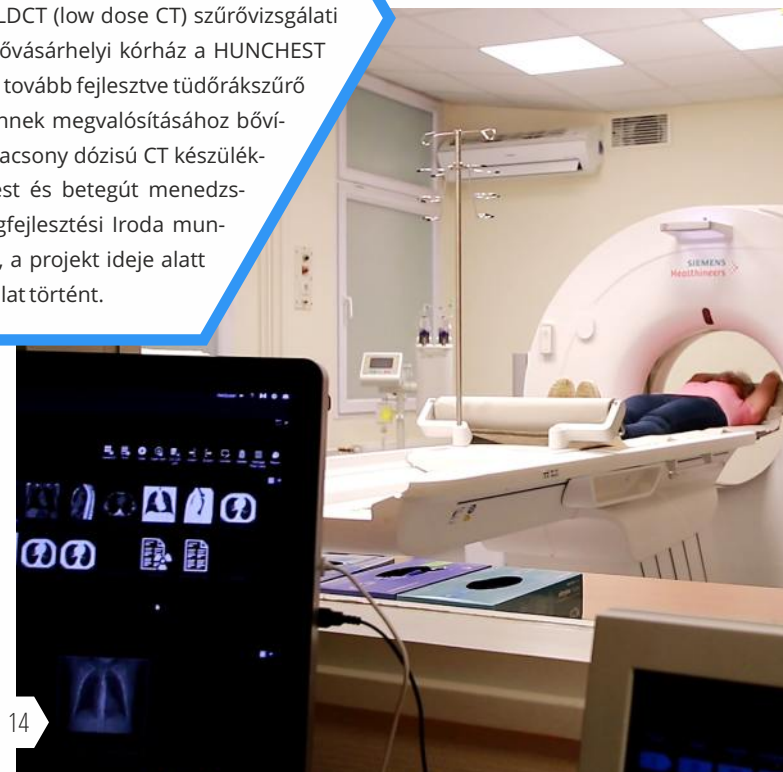 LDCT (low dose CT) szűrővizsgálati
ővásárhelyi kórház a HUNCHEST
tovább fejlesztve tüdőrákszűrő
nnek megvalósításához bőví-
acsony dózisú CT készülék-
est és betegút menedzs-
gfejlesztési Iroda mun-
, a projekt ideje alatt
lat történt.
SIEMENS
Healthineers
14